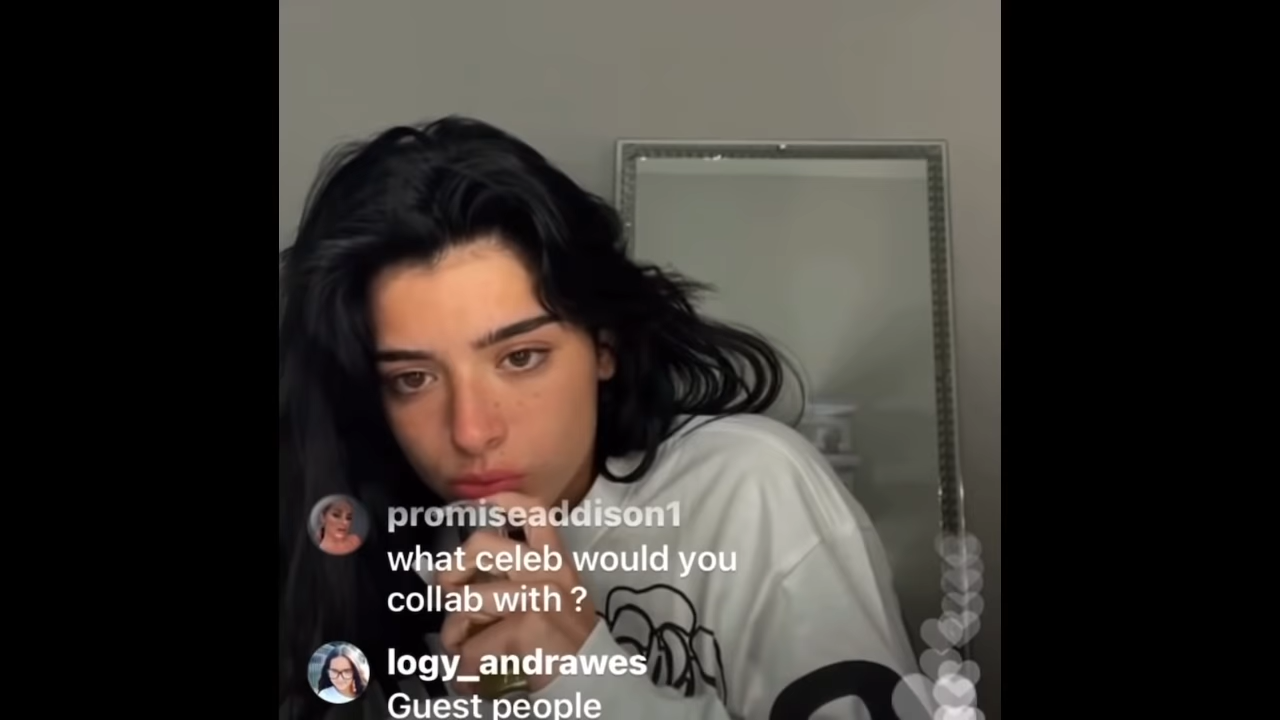 promiseaddison1
what celeb would you
collab with ?
logy_andrawes
Guest people